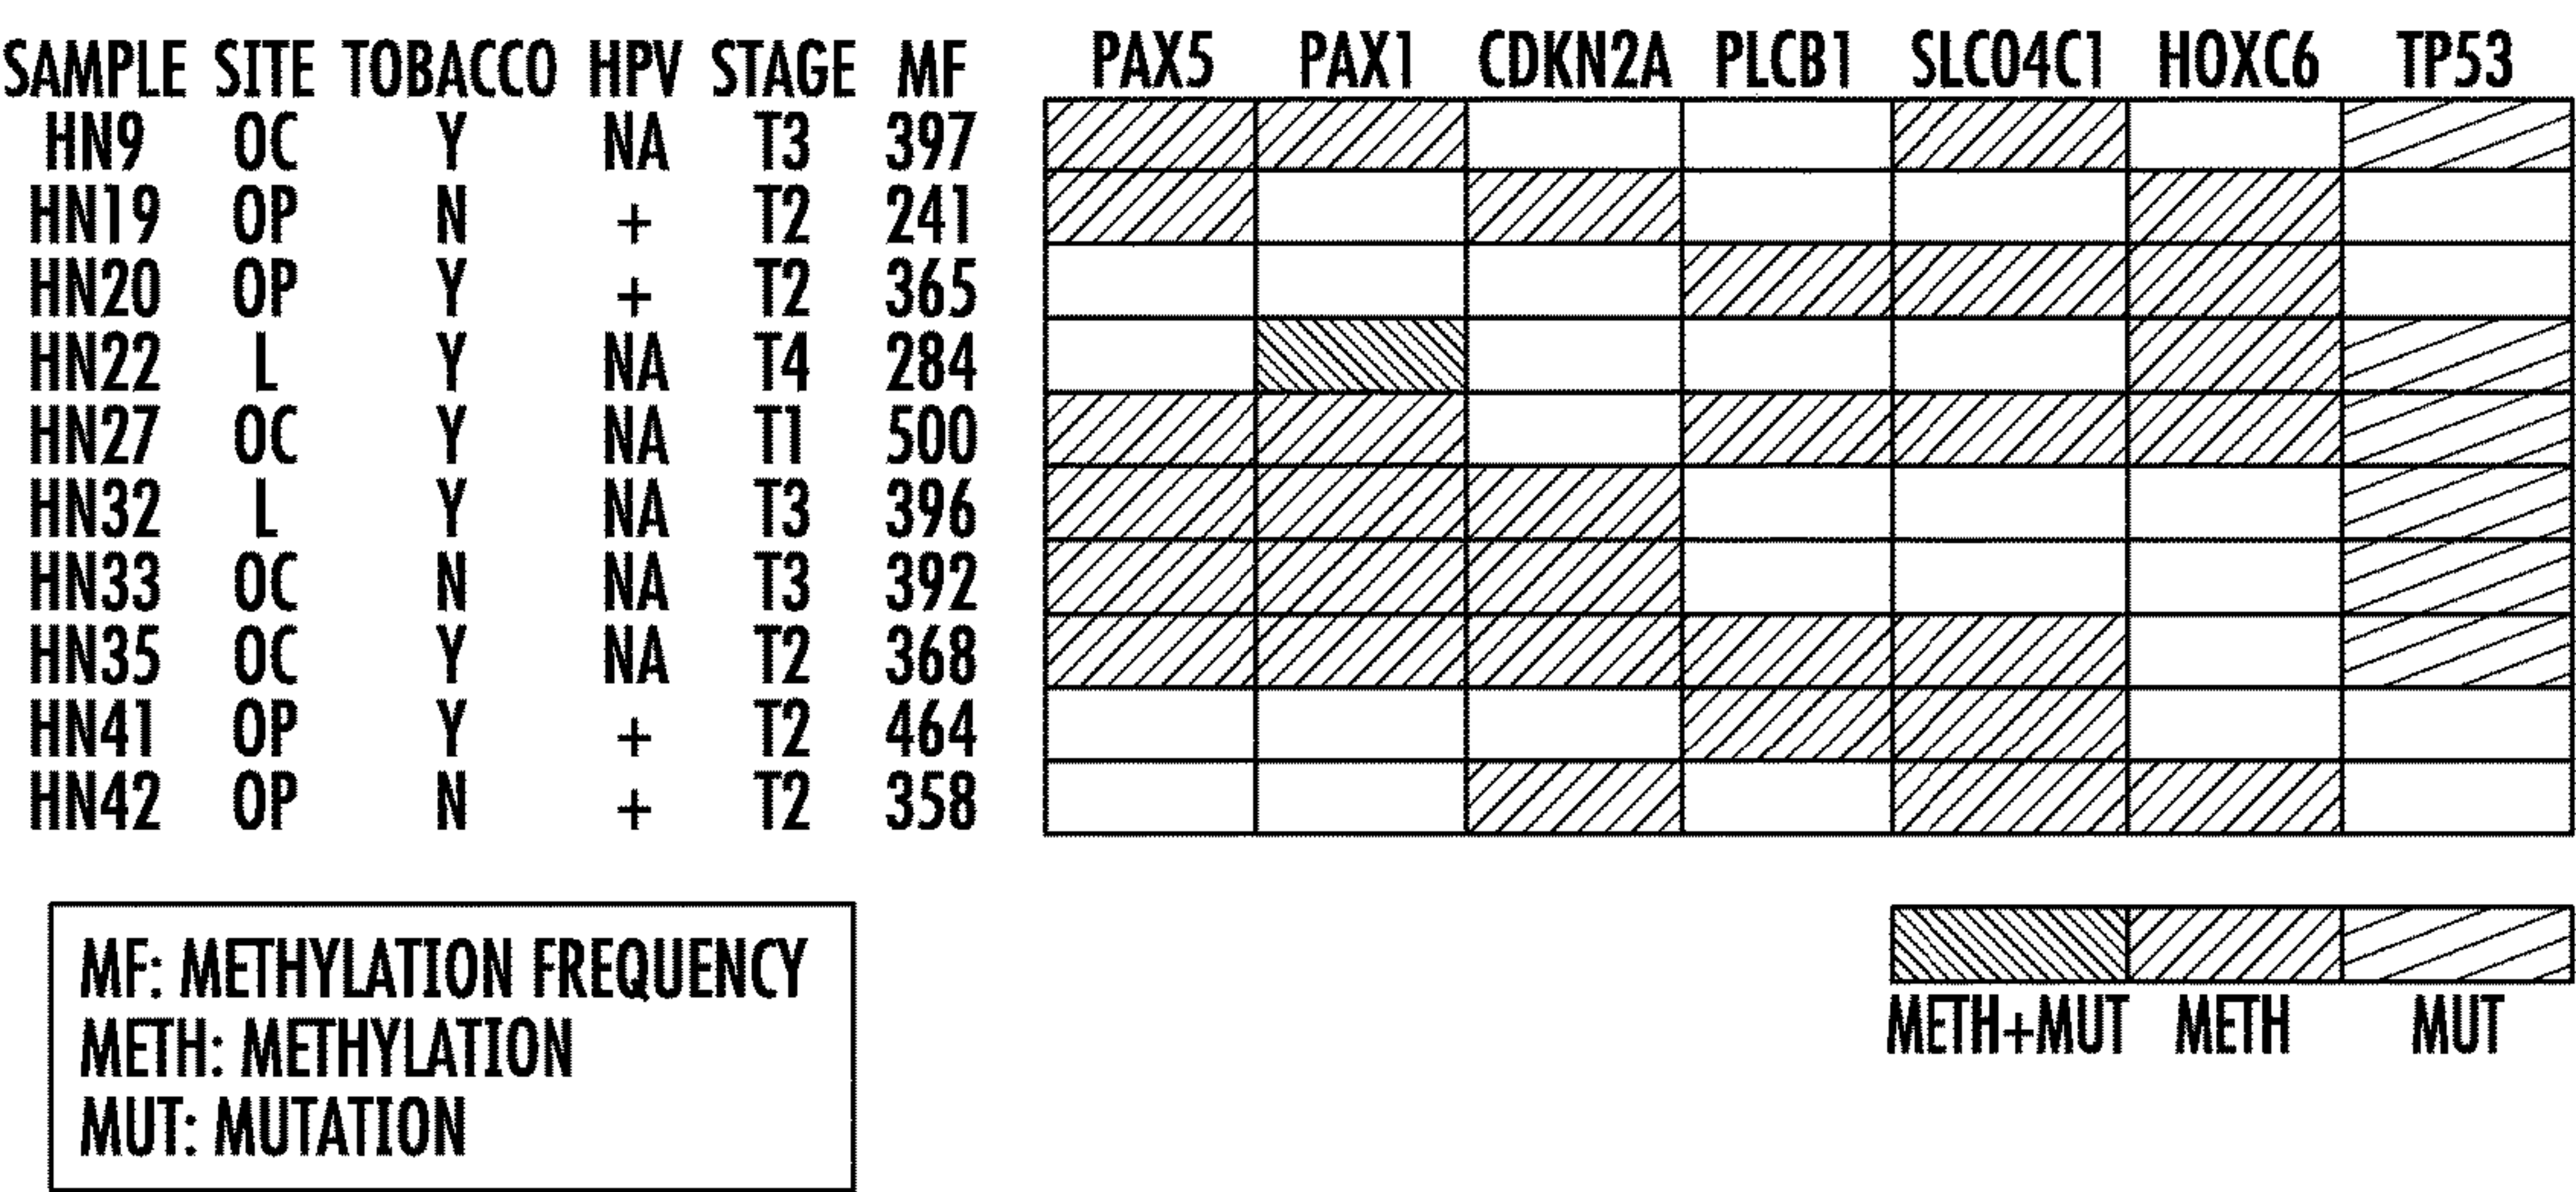 SAMPLE SITE TOBACCO HPV STAGE MF PAX5 PAX1 CDKN2A PLCB1 SLC04C1 HOXC6 TP53
HN9 OC Y NA T3 397
HN19 OP N + T2 241
HN20 OP Y + T2 365
HN22 L Y NA T4 284
HN27 OC Y NA T1 500
HN32 L Y NA T3 396
HN33 OC N NA T3 392
HN35 OC Y NA T2 368
HN41 OP Y + T2 464
HN42 OP N + T2 358
MF: METHYLATION FREQUENCY
METH: METHYLATION
MUT: MUTATION
METH+MUT METH MUT